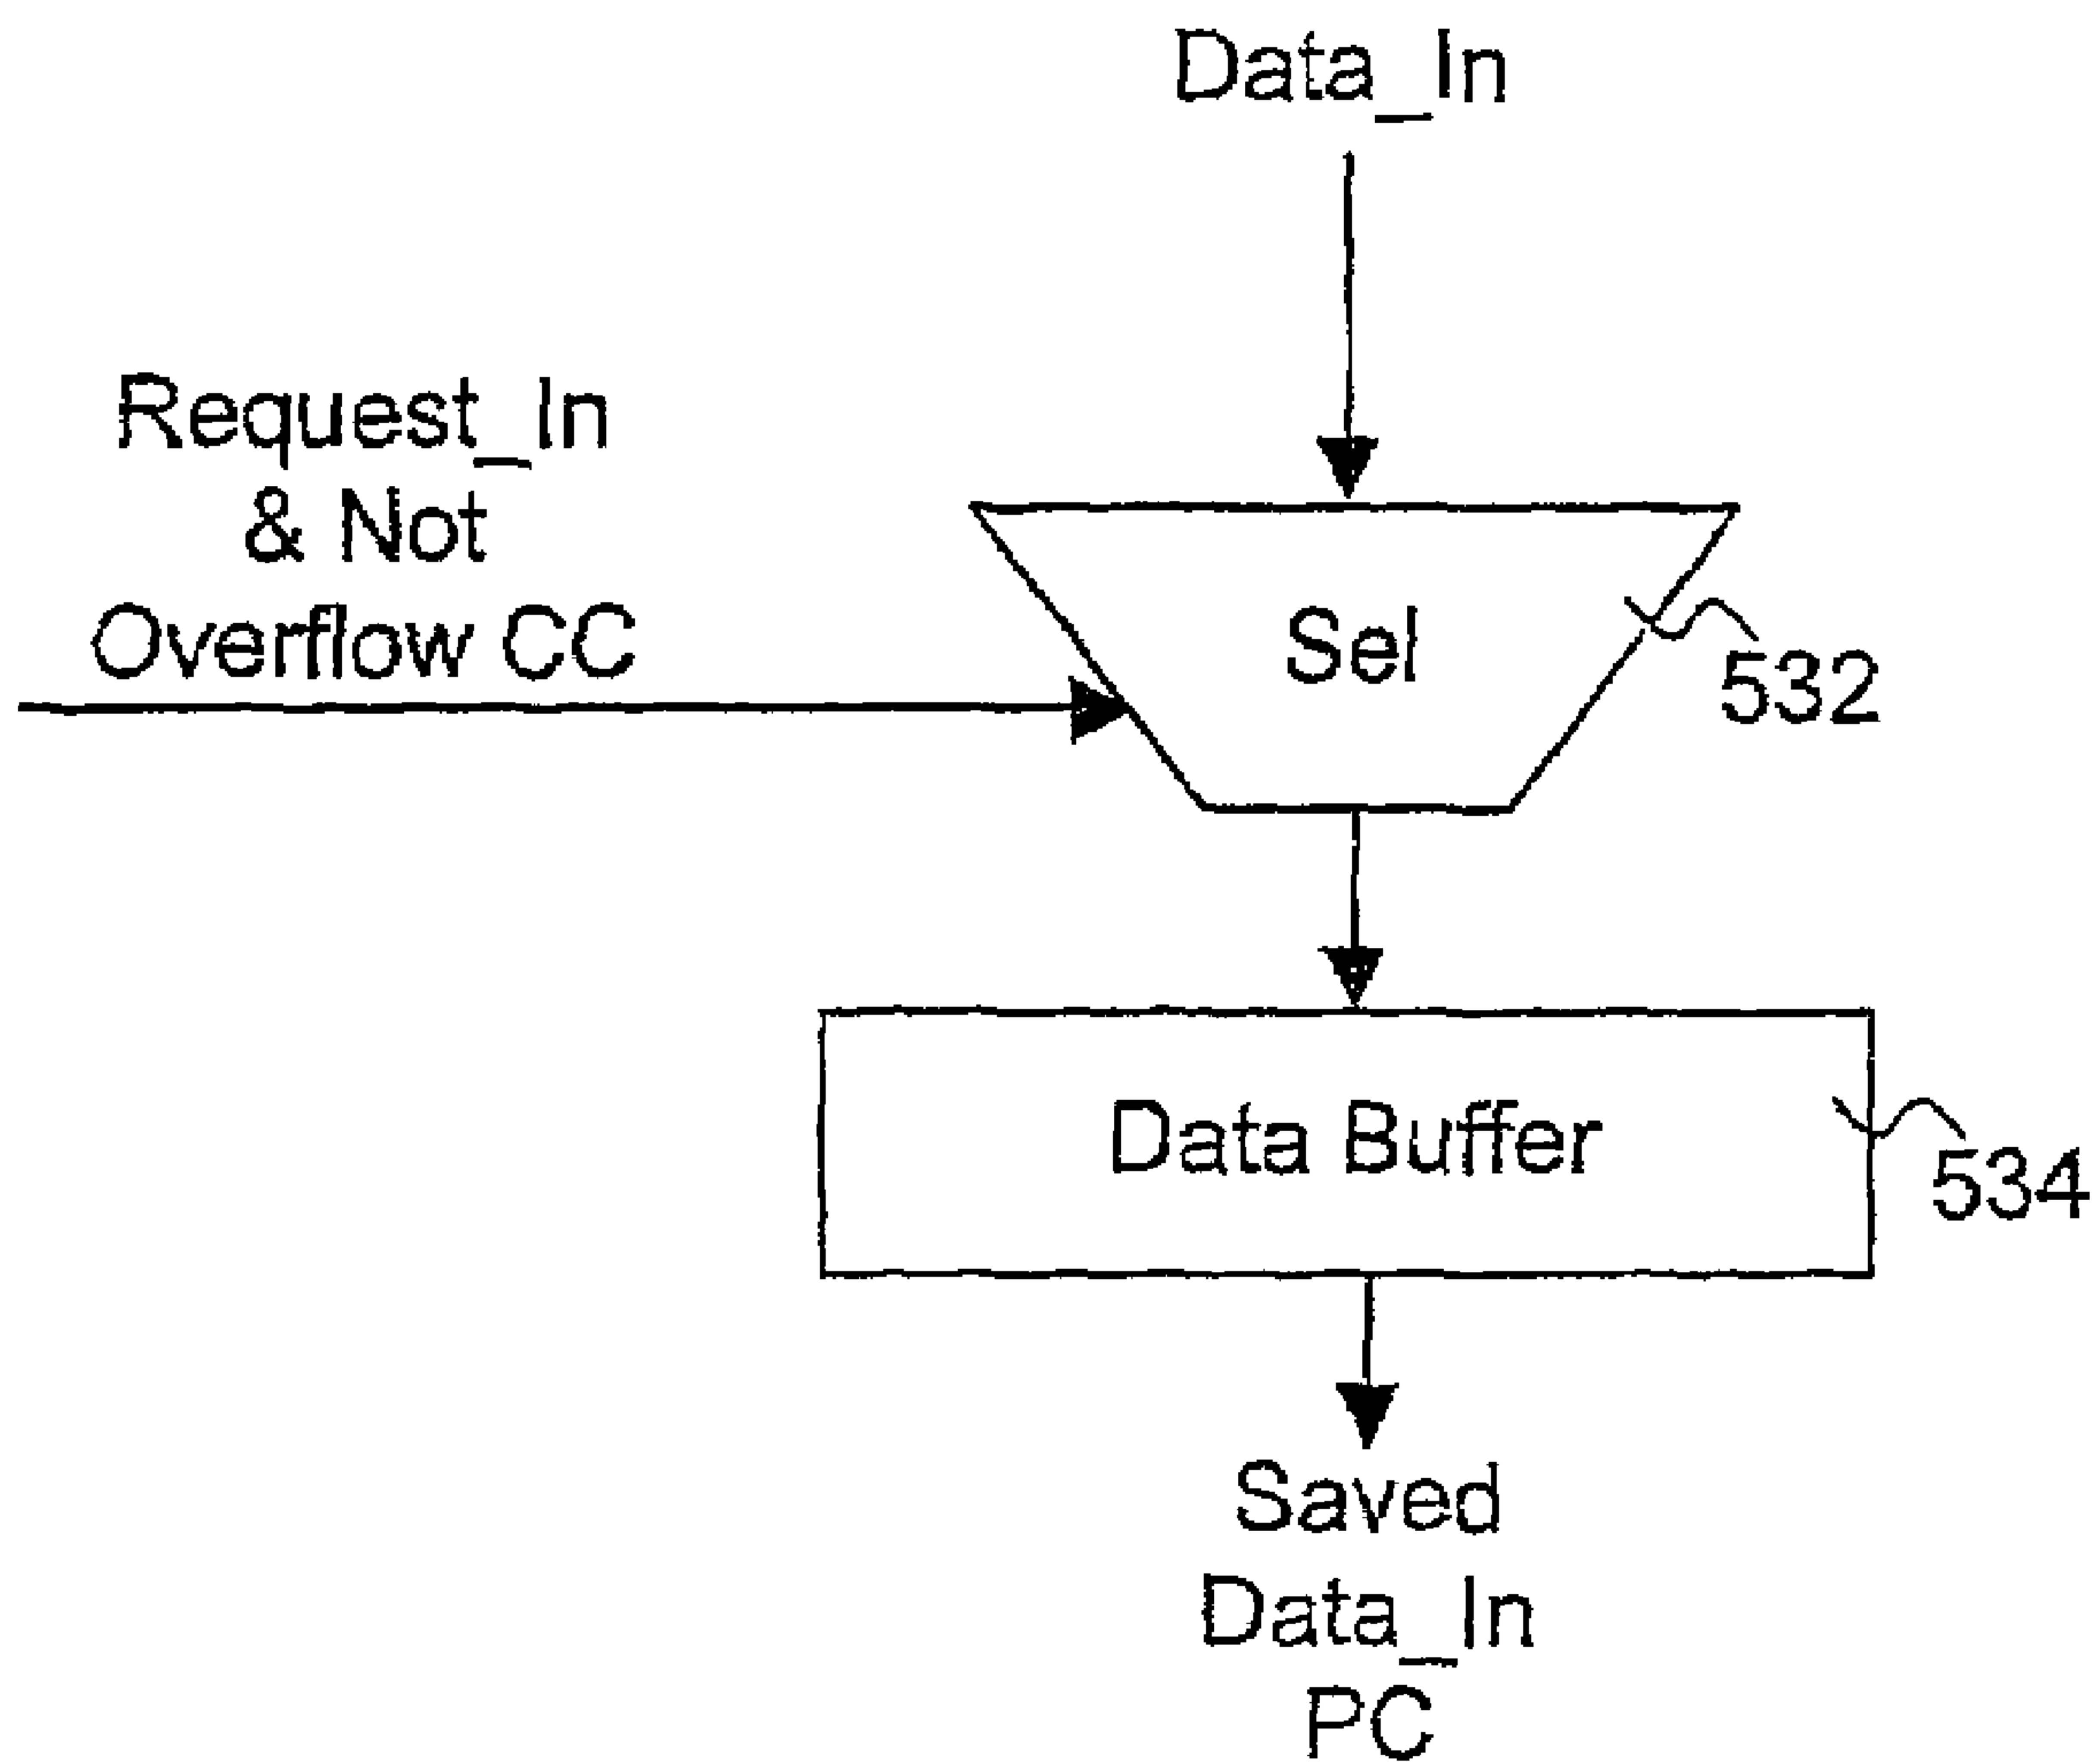 Data_In
Request_In
& Not
Overflow CC
Sel
532
Data Buffer
534
Saved
Data_In
PC